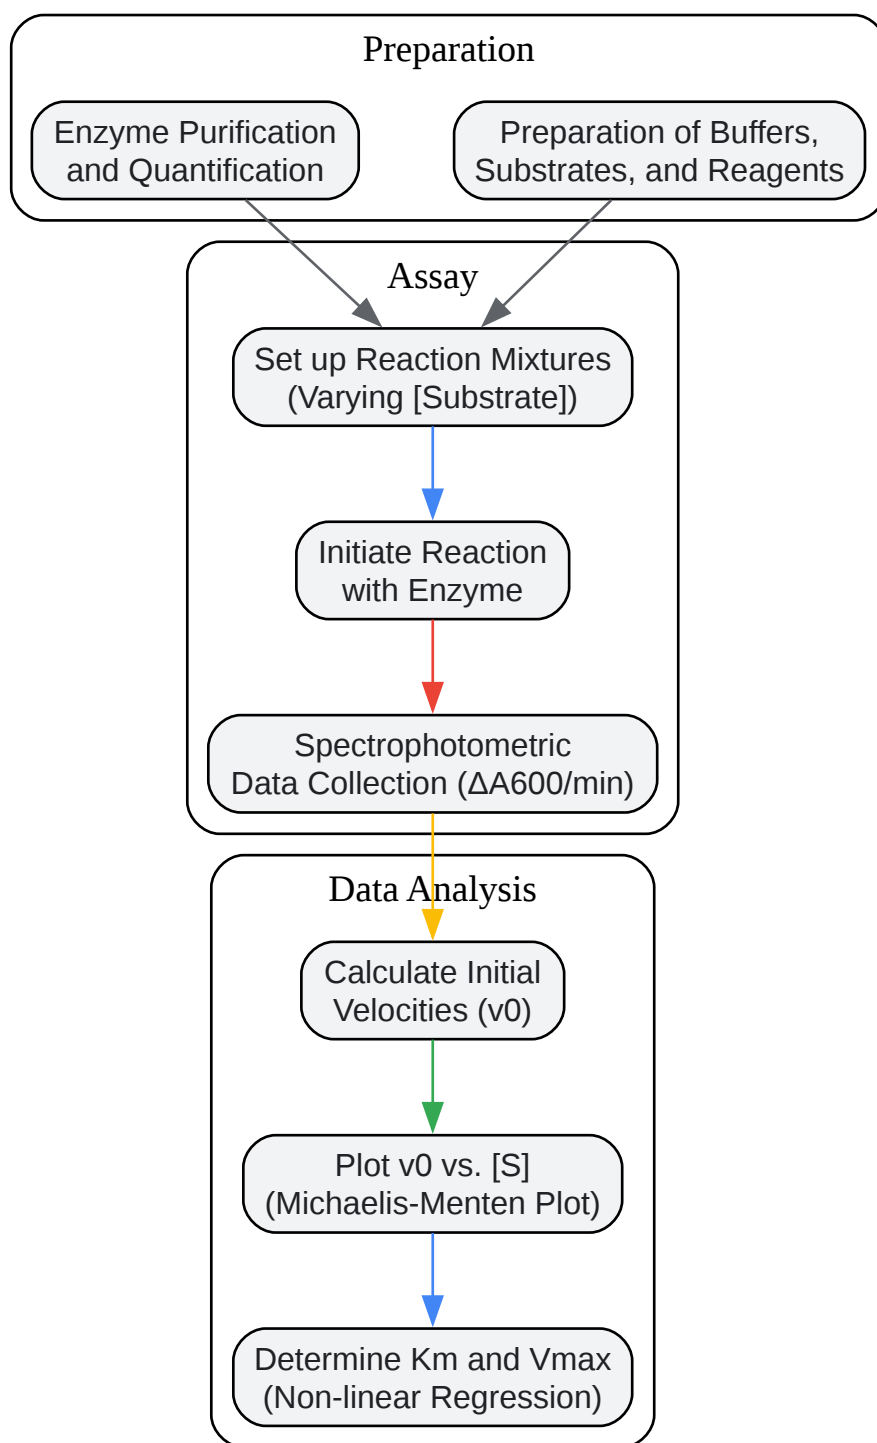 Preparation
Enzyme Purification
and Quantification
Preparation of Buffers,
Substrates, and Reagents
Assay
Set up Reaction Mixtures
(Varying [Substrate])
Initiate Reaction
with Enzyme
Spectrophotometric
Data Collection (ΔA600/min)
Data Analysis
Calculate Initial
Velocities (v0)
Plot v0 vs. [S]
(Michaelis-Menten Plot)
Determine Km and Vmax
(Non-linear Regression)